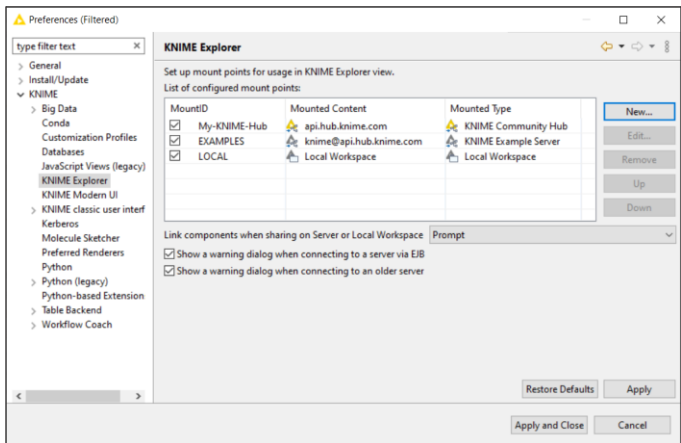 Preferences (Filtered)
type filter text
KNIME Explorer
General
Install/Update
KNIME
Big Data
Conda
Customization Profiles
Databases
JavaScript Views (legacy)
KNIME Explorer
KNIME Modern UI
KNIME classic user interf
Kerberos
Molecule Sketcher
Preferred Renderers
Python
Python (legacy)
Python-based Extension
Table Backend
Workflow Coach
Set up mount points for usage in KNIME Explorer view.
List of configured mount points:
MountID Mounted Content Mounted Type
My-KNIME-Hub api.hub.knime.com KNIME Community Hub
EXAMPLES knime@api.hub.knime.com KNIME Example Server
LOCAL Local Workspace Local Workspace
New...
Edit...
Remove
Up
Down
Link components when sharing on Server or Local Workspace Prompt
Show a warning dialog when connecting to a server via EJB
Show a warning dialog when connecting to an older server
Restore Defaults Apply
Apply and Close Cancel